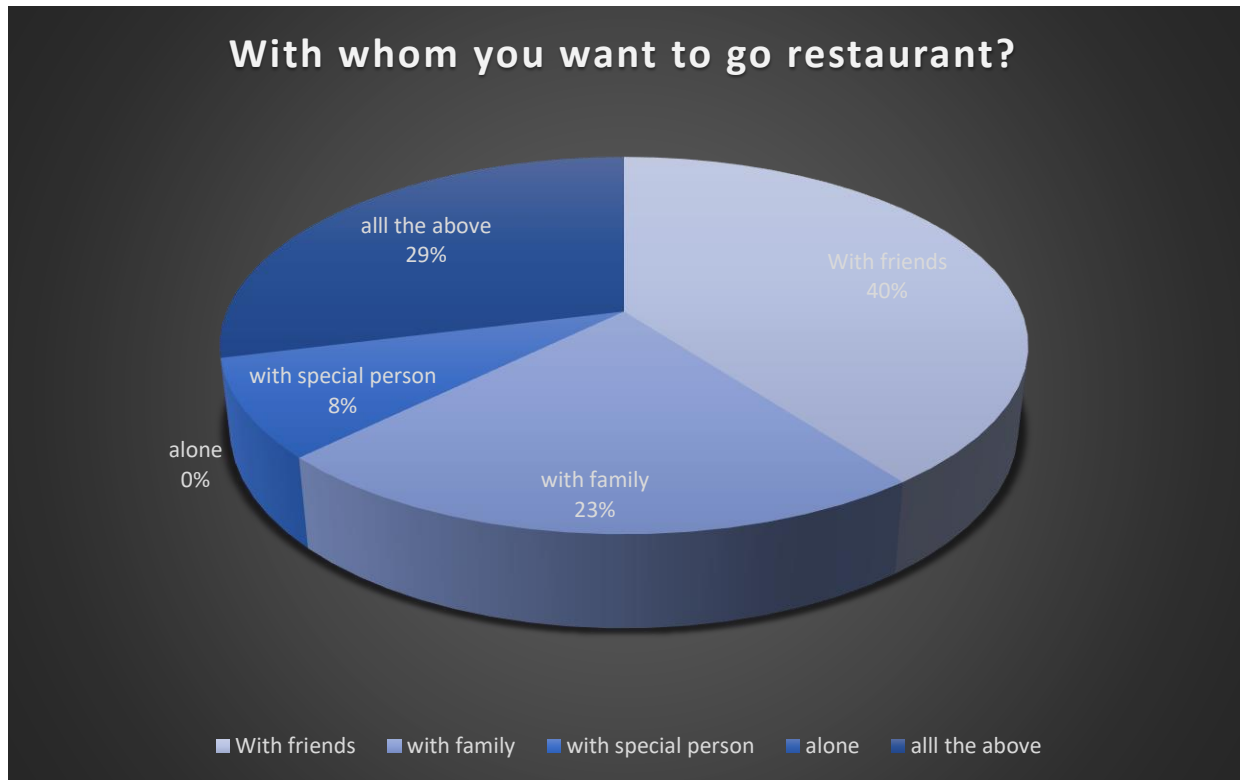 With whom you want to go restaurant?
alll the above
29%
With friends
40%
with special person
8%
alone
0%
with family
23%
With friends with family with special person alone alll the above